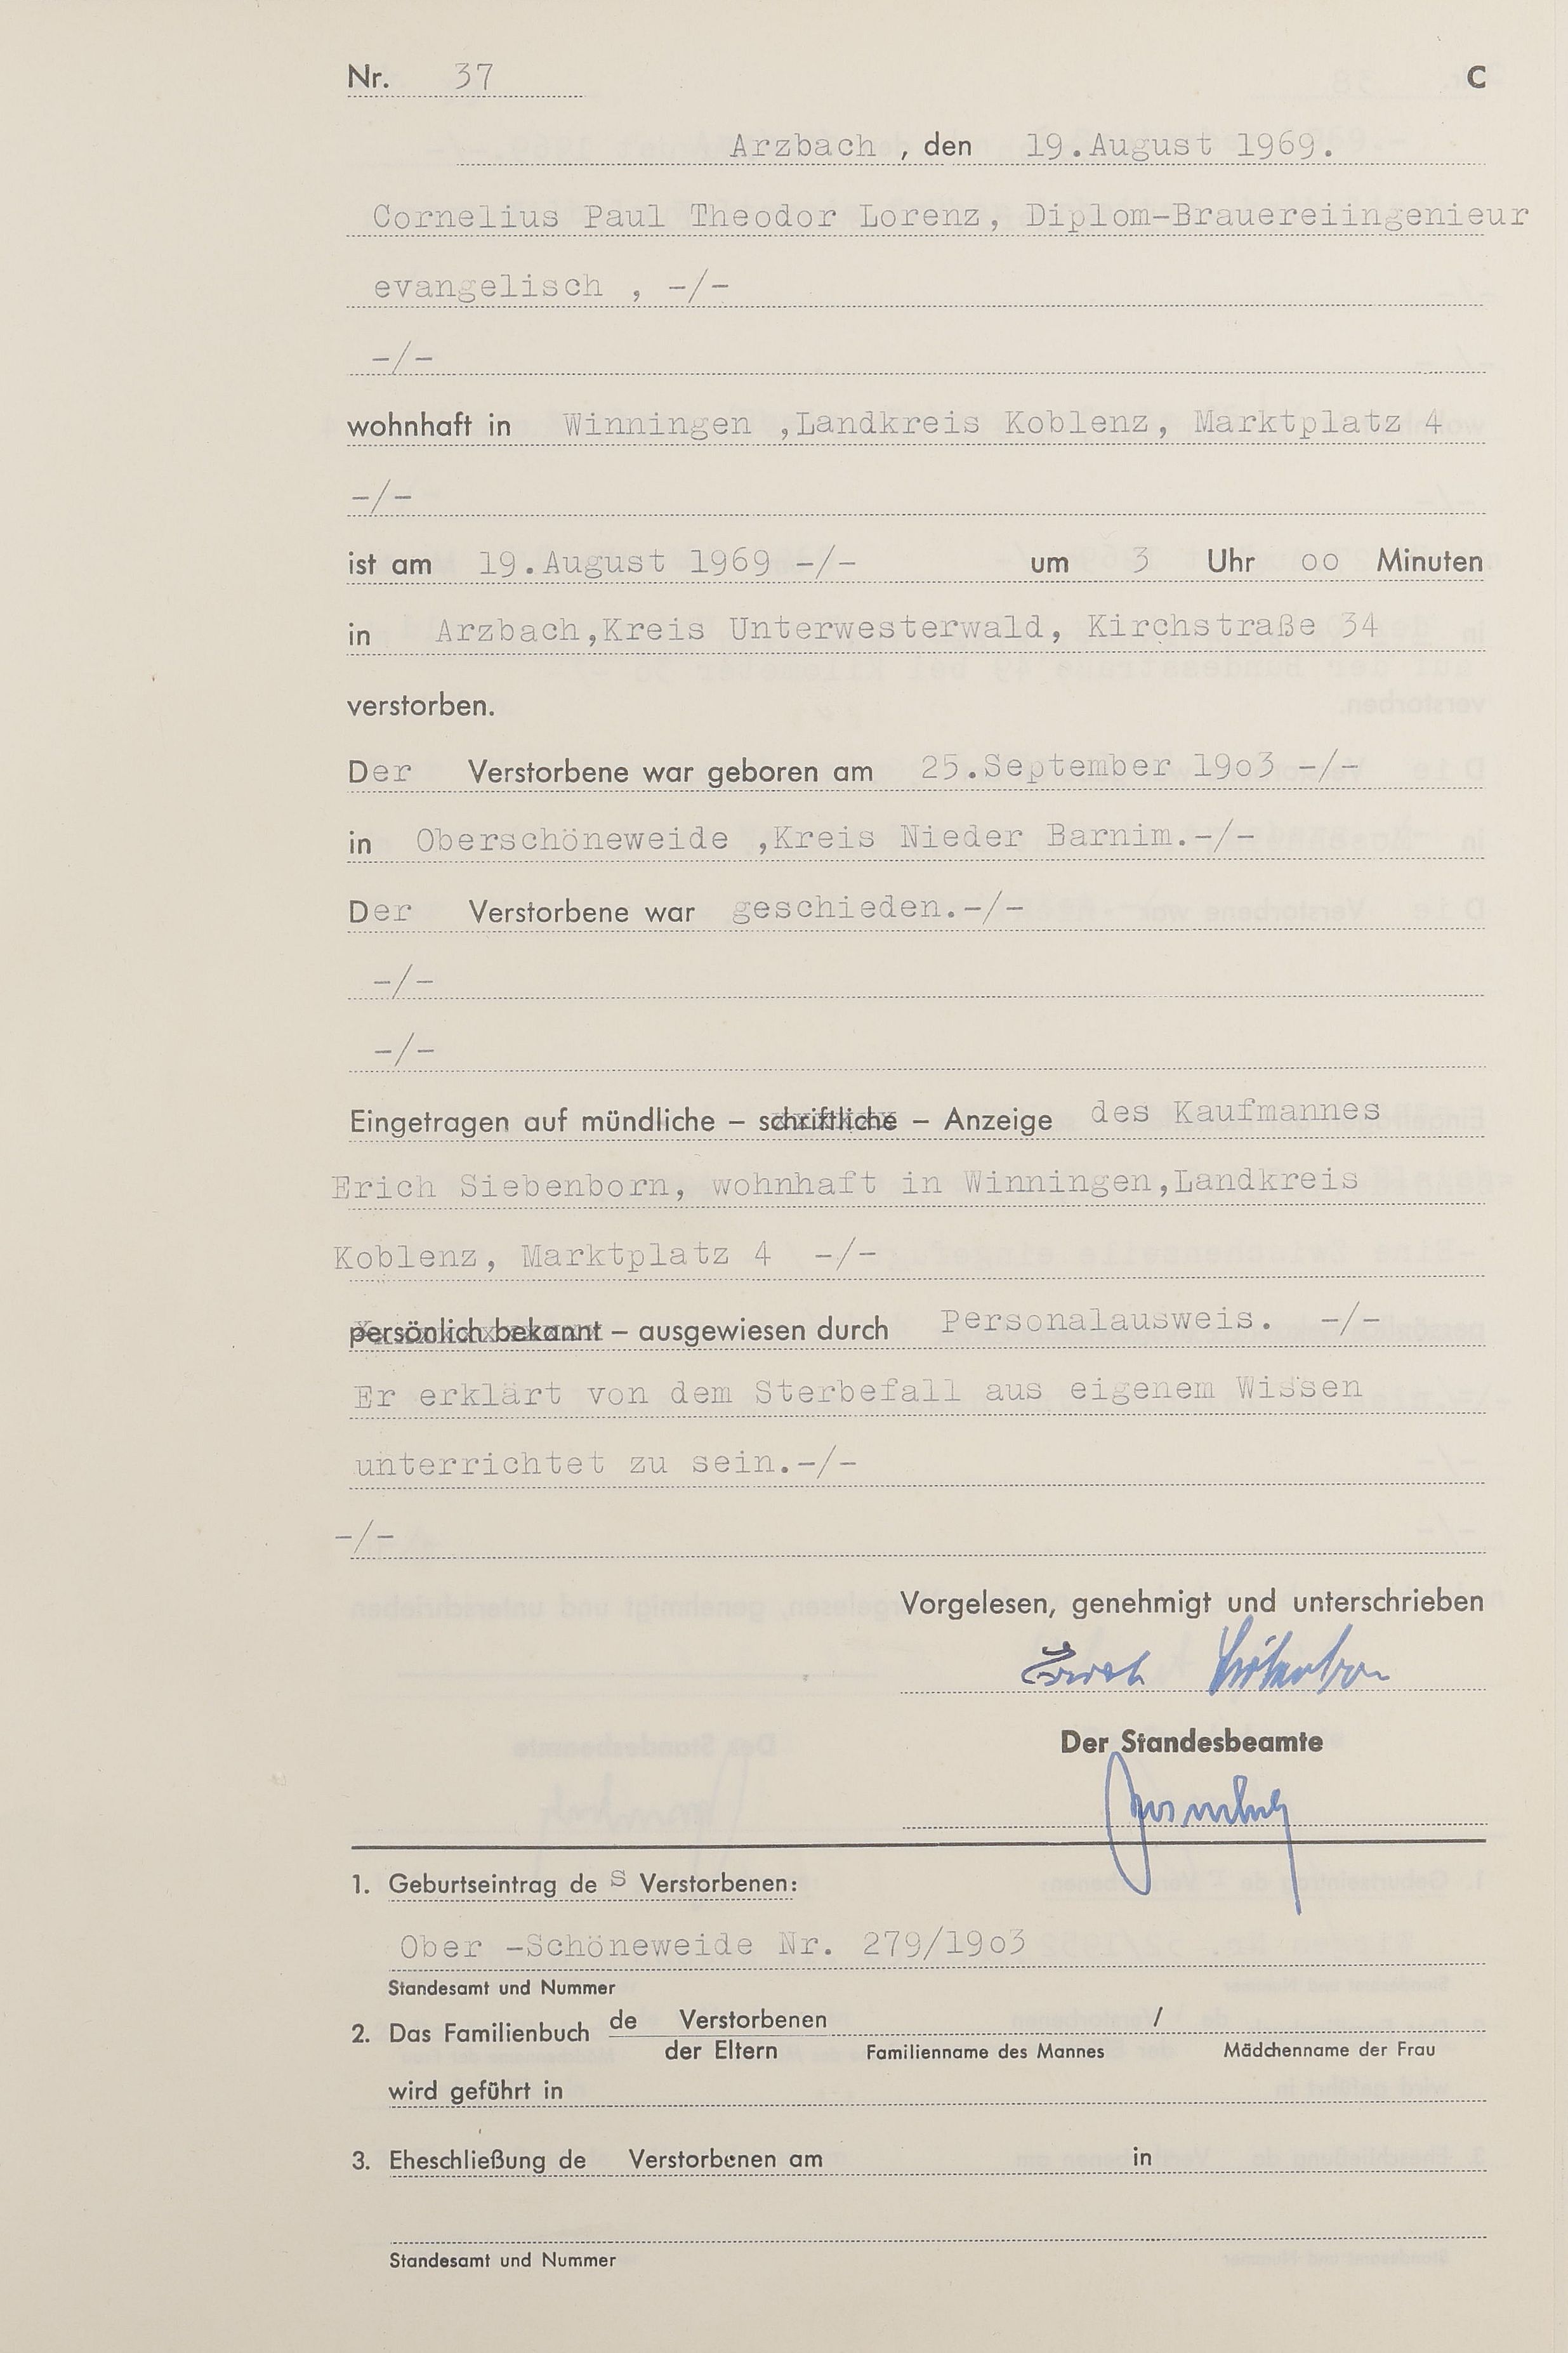 Nr. 37 C
Arzbach , den 19.August 1969.
Cornelius Paul Theodor Lorenz, Diplom-Brauereiingenieur
evangelisch , -/-
-/-
wohnhaft in Winningen ,Landkreis Koblenz, Marktplatz 4
-/-
ist am 19.August 1969 -/- um 3 Uhr oo Minuten
in Arzbach,Kreis Unterwesterwald, Kirchstraße 34
verstorben.
Der Verstorbene war geboren am 25.September 19o3 -/-
in Oberschöneweide ,Kreis Nieder Barnim.-/-
Der Verstorbene war geschieden.-/-
-/-
-/-
Eingetragen auf mündliche – schriftliche – Anzeige des Kaufmannes
Erich Siebenborn, wohnhaft in Winningen,Landkreis
Koblenz, Marktplatz 4 -/-
persönlich bekannt – ausgewiesen durch Personalausweis. -/-
Er erklärt von dem Sterbefall aus eigenem Wissen
unterrichtet zu sein.-/-
-/-
Vorgelesen, genehmigt und unterschrieben
Erich Siebenborn
Der Standesbeamte
1. Geburtseintrag de s Verstorbenen:
Ober -Schöneweide Nr. 279/19o3
Standesamt und Nummer
2. Das Familienbuch de Verstorbenen /
der Eltern Familienname des Mannes Mädchenname der Frau
wird geführt in
3. Eheschließung de Verstorbenen am in
Standesamt und Nummer